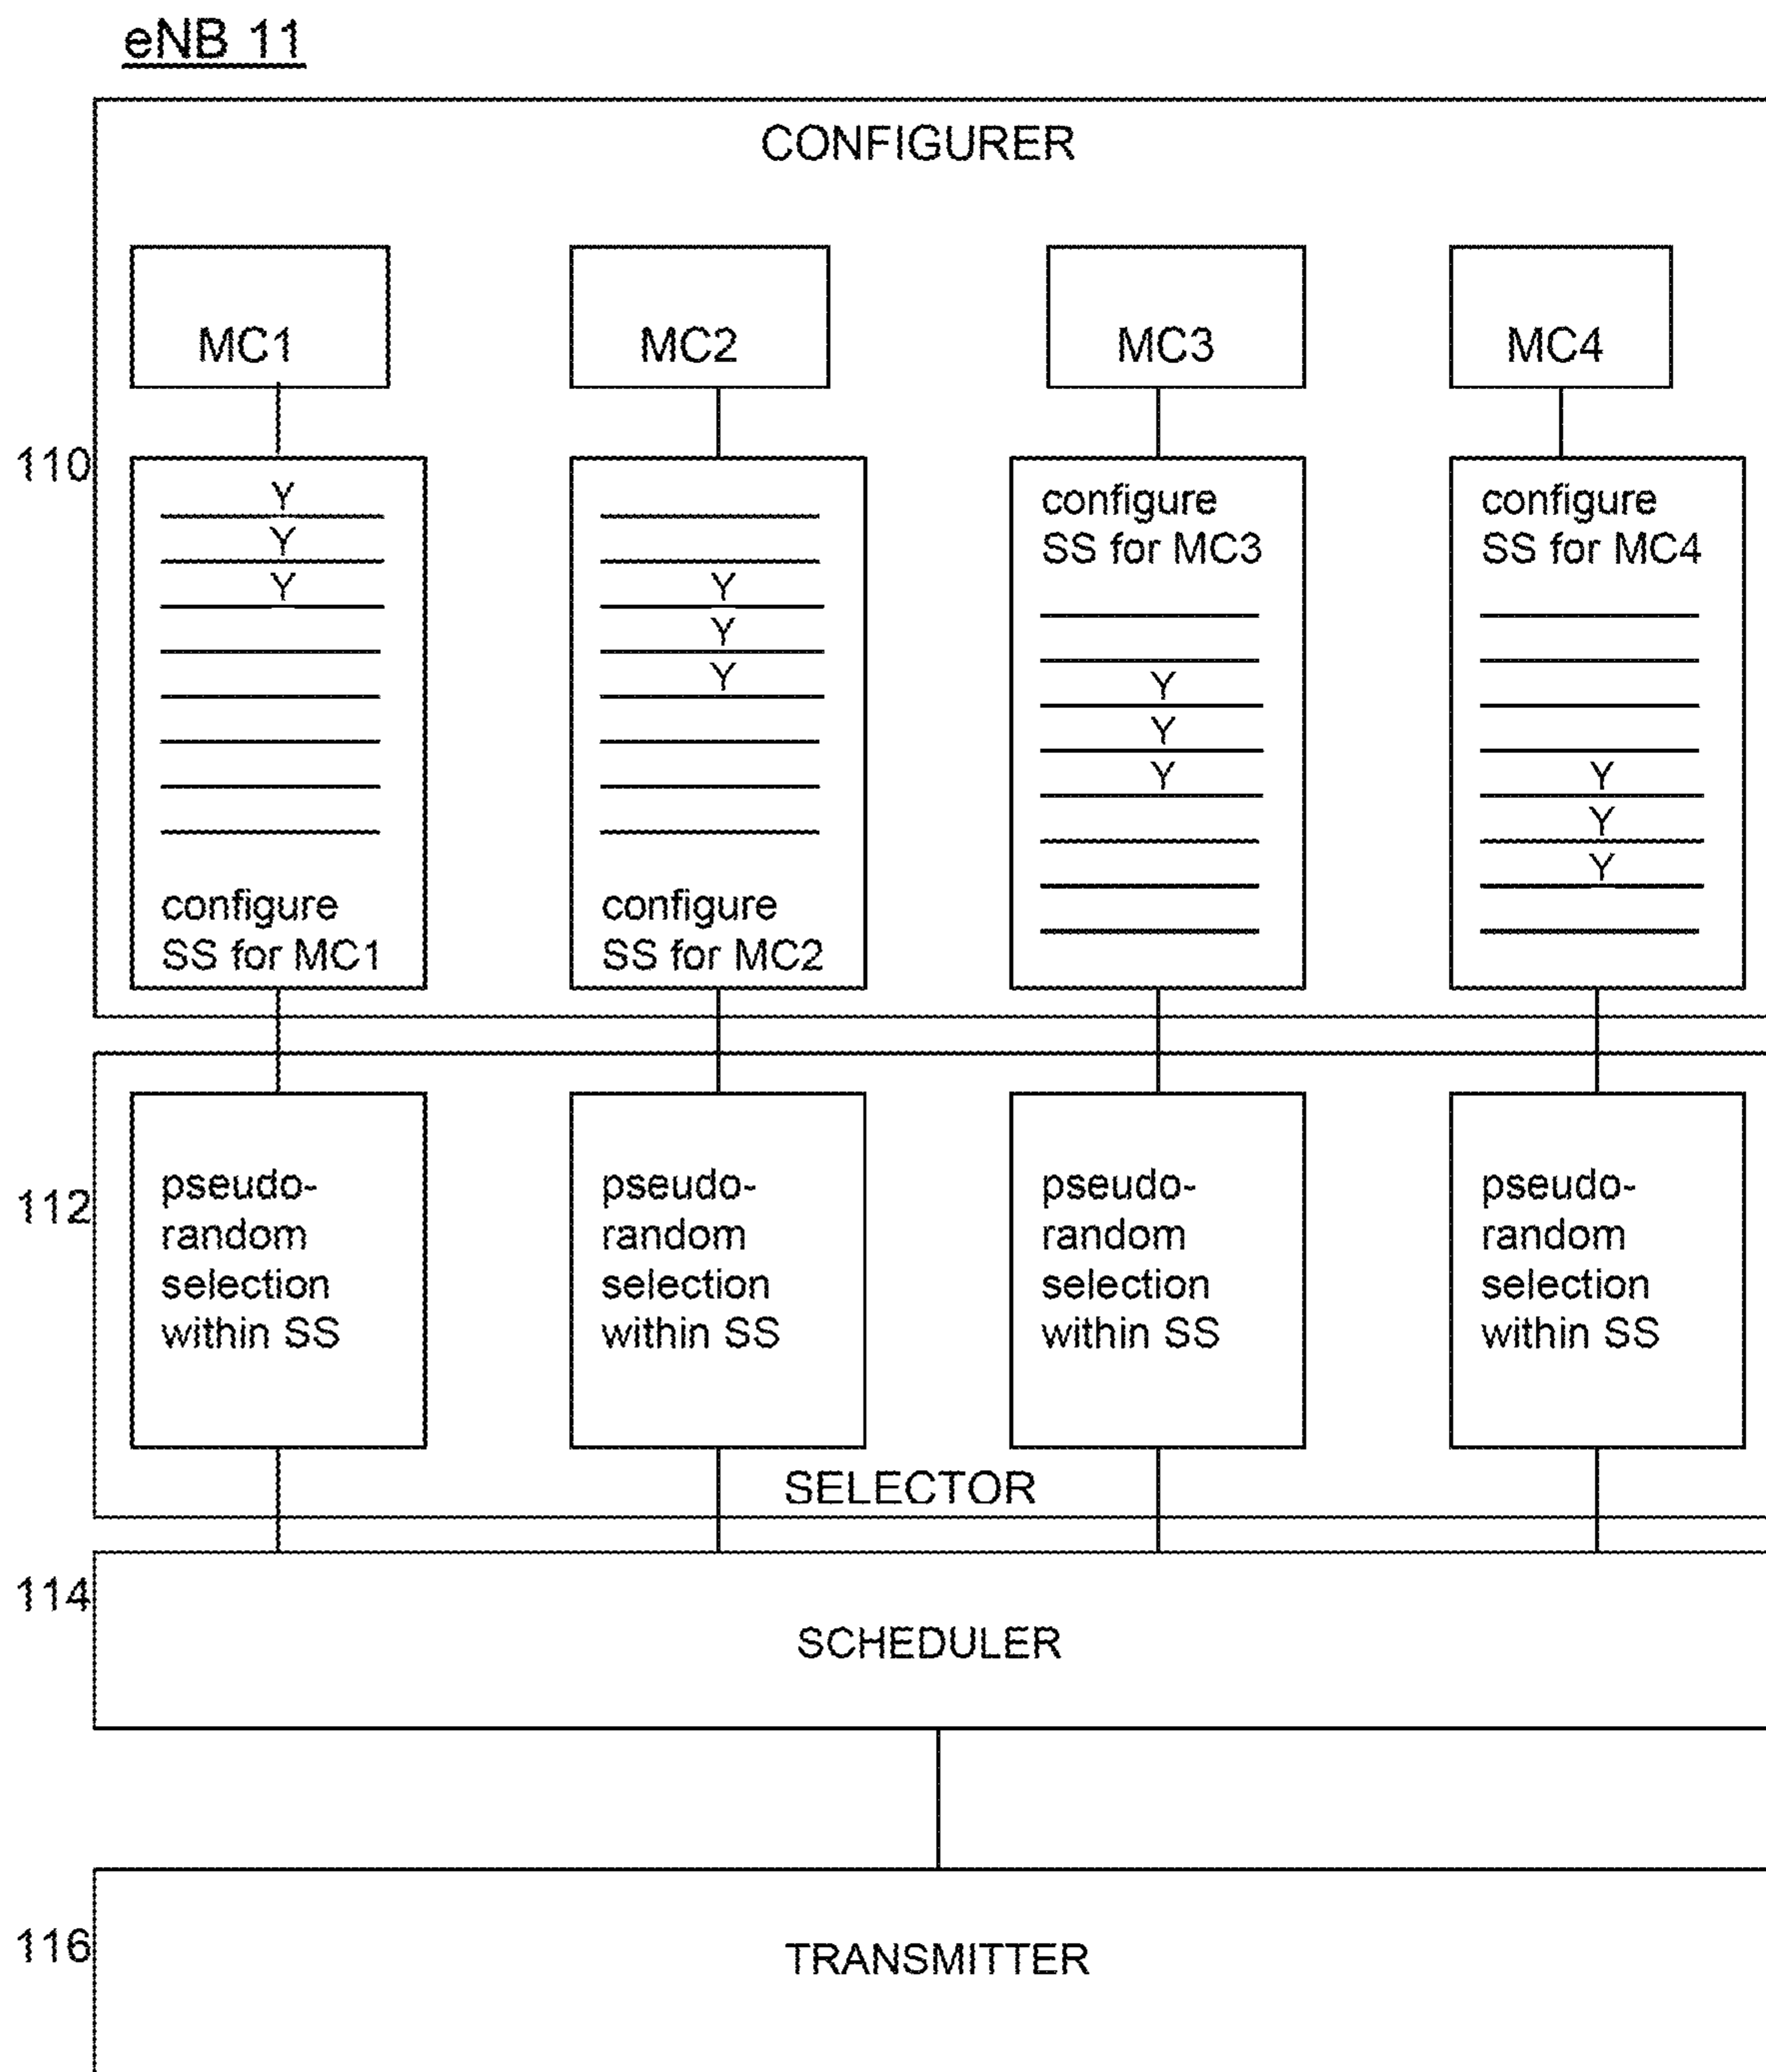 eNB 11
CONFIGURER
MC1
MC2
MC3
MC4
110
Y
Y
Y
configure
SS for MC1
Y
Y
Y
configure
SS for MC2
configure
SS for MC3
Y
Y
Y
configure
SS for MC4
Y
Y
Y
112
pseudo-
random
selection
within SS
pseudo-
random
selection
within SS
pseudo-
random
selection
within SS
pseudo-
random
selection
within SS
SELECTOR
114
SCHEDULER
116
TRANSMITTER